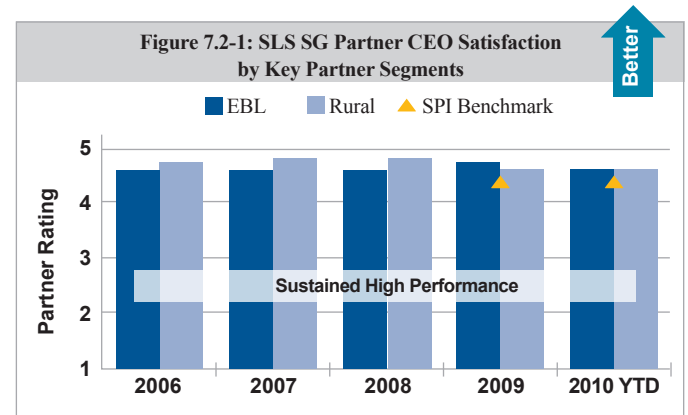 Figure 7.2-1: SLS SG Partner CEO Satisfaction
by Key Partner Segments
Better
EBL Rural SPI Benchmark
Partner Rating
5
4
3
2
1
Sustained High Performance
2006 2007 2008 2009 2010 YTD